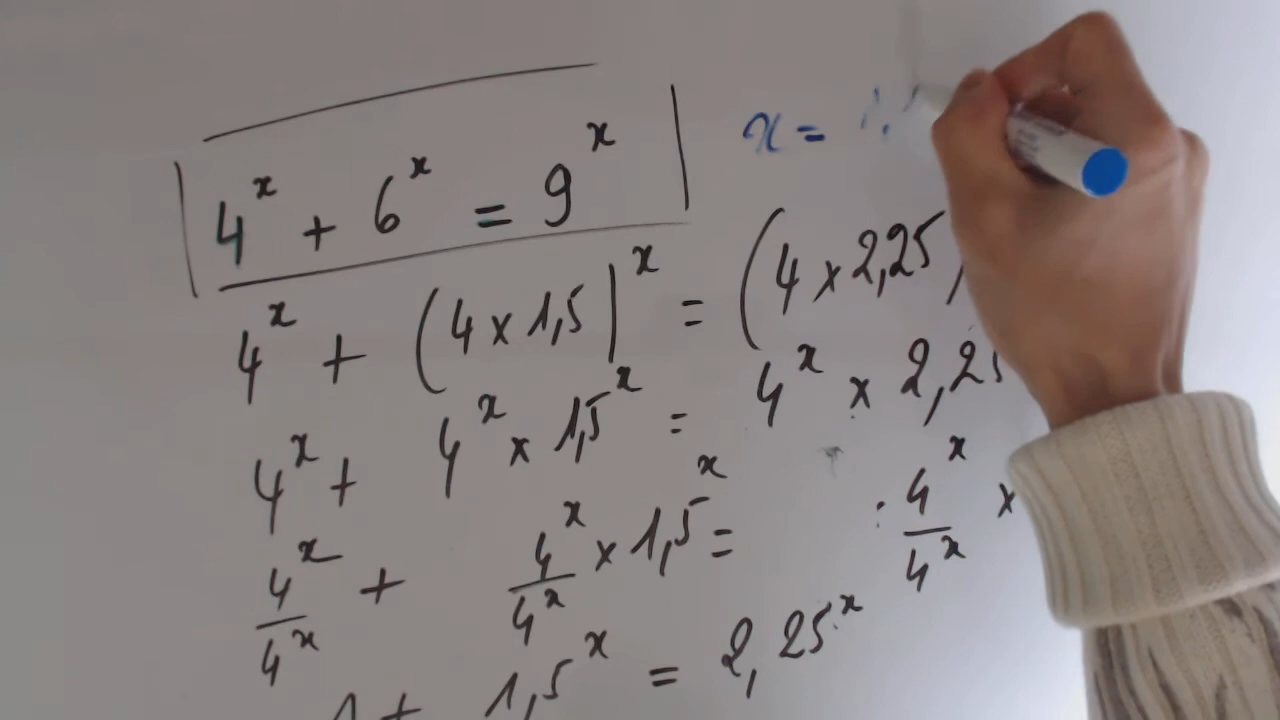 4^x + 6^x = 9^x
x =
4^x + (4 × 1,5)^x = (4 × 2,25
4^x + 4^x × 1,5^x = 4^x × 2,25
4^x/4^x + 4^x/4^x × 1,5^x = 4^x/4^x ×
1 + 1,5^x = 2,25^x